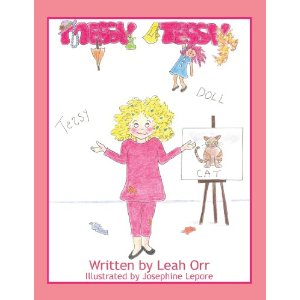 MESSY TESSY
Tessy
DOLL
CAT
Written by Leah Orr
Illustrated by Josephine Lepore